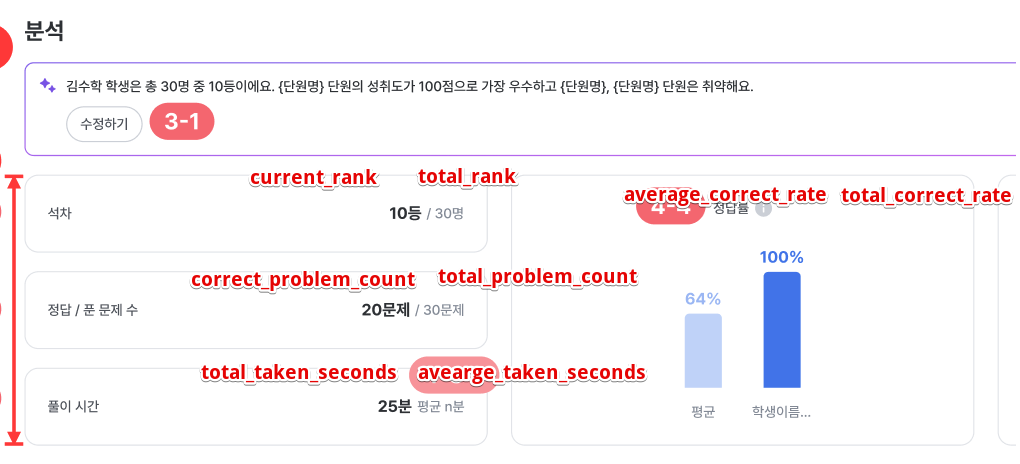 분석
김수학 학생은 총 30명 중 10등이에요. {단원명} 단원의 성취도가 100점으로 가장 우수하고 {단원명}, {단원명} 단원은 취약해요.
수정하기 3-1
current_rank total_rank
석차 10등 / 30명
correct_problem_count total_problem_count
정답 / 푼 문제 수 20문제 / 30문제
total_taken_seconds avearge_taken_seconds
풀이 시간 25분 평균 n분
average_correct_rate total_correct_rate
정답률
100%
64%
평균 학생이름...